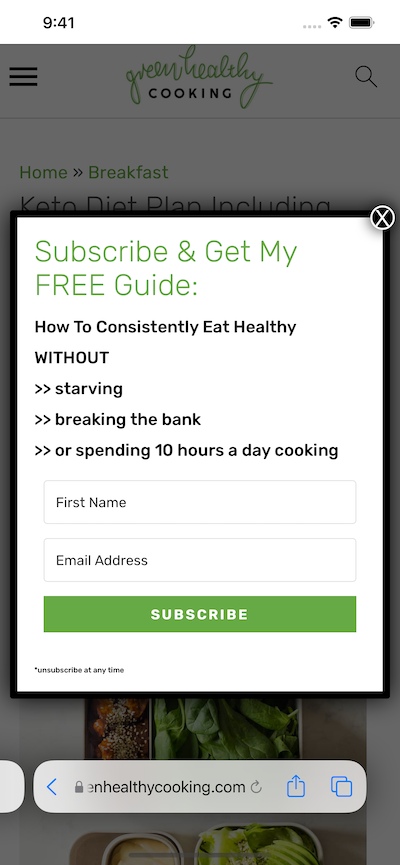 9:41
green healthy
COOKING
Home » Breakfast
Keto Diet Plan Including
X
Subscribe & Get My
FREE Guide:
How To Consistently Eat Healthy
WITHOUT
>> starving
>> breaking the bank
>> or spending 10 hours a day cooking
First Name
Email Address
SUBSCRIBE
*unsubscribe at any time
enhealthycooking.com